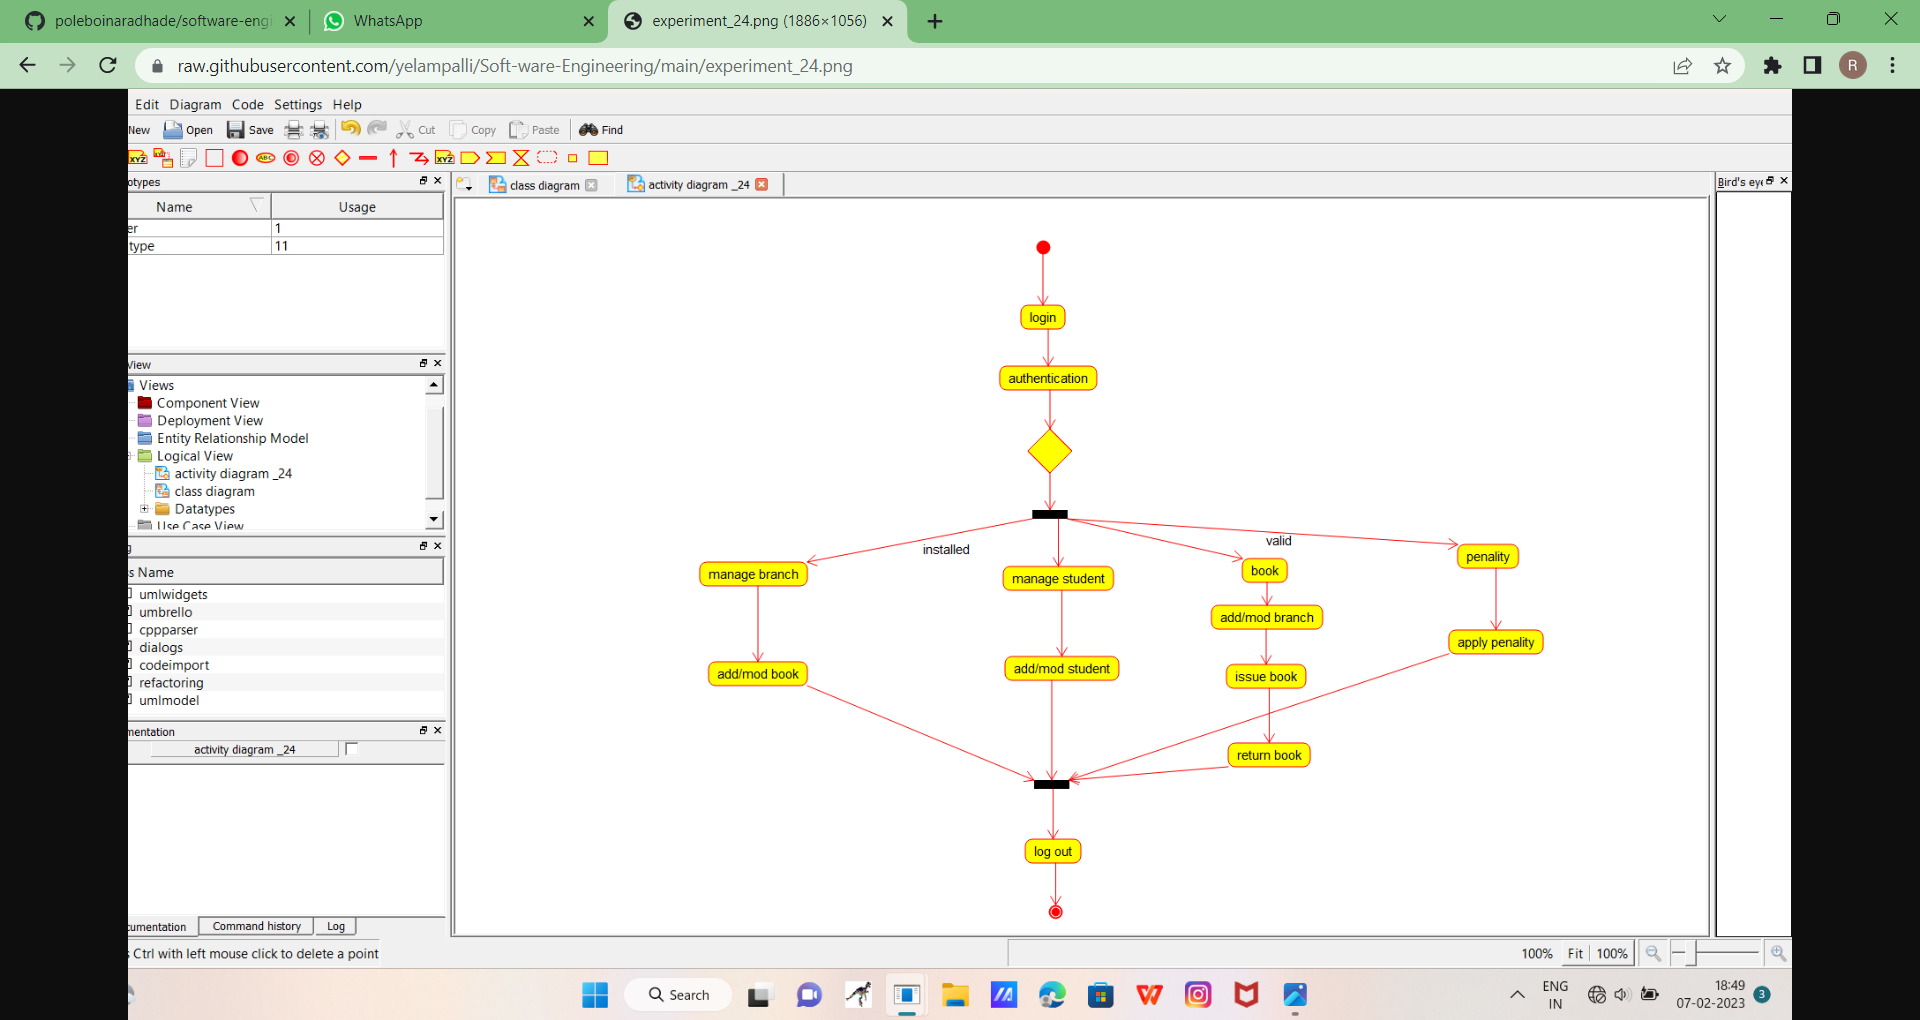 poleboinaradhade/software-engi
WhatsApp
experiment_24.png (1886×1056)
raw.githubusercontent.com/yelampalli/Soft-ware-Engineering/main/experiment_24.png
R
Edit Diagram Code Settings Help
New Open Save Cut Copy Paste Find
XYZ ABC XYZ
otypes
class diagram
activity diagram _24
Bird's eye
Name Usage
er 1
type 11
View
Views
Component View
Deployment View
Entity Relationship Model
Logical View
activity diagram _24
class diagram
Datatypes
Use Case View
s Name
umlwidgets
umbrello
cppparser
dialogs
codeimport
refactoring
umlmodel
mentation
activity diagram _24
cumentation Command history Log
s Ctrl with left mouse click to delete a point
login
authentication
installed
valid
manage branch
manage student
book
penality
add/mod branch
apply penality
add/mod book
add/mod student
issue book
return book
log out
100% Fit 100%
Search
ENG
IN
18:49
07-02-2023
3